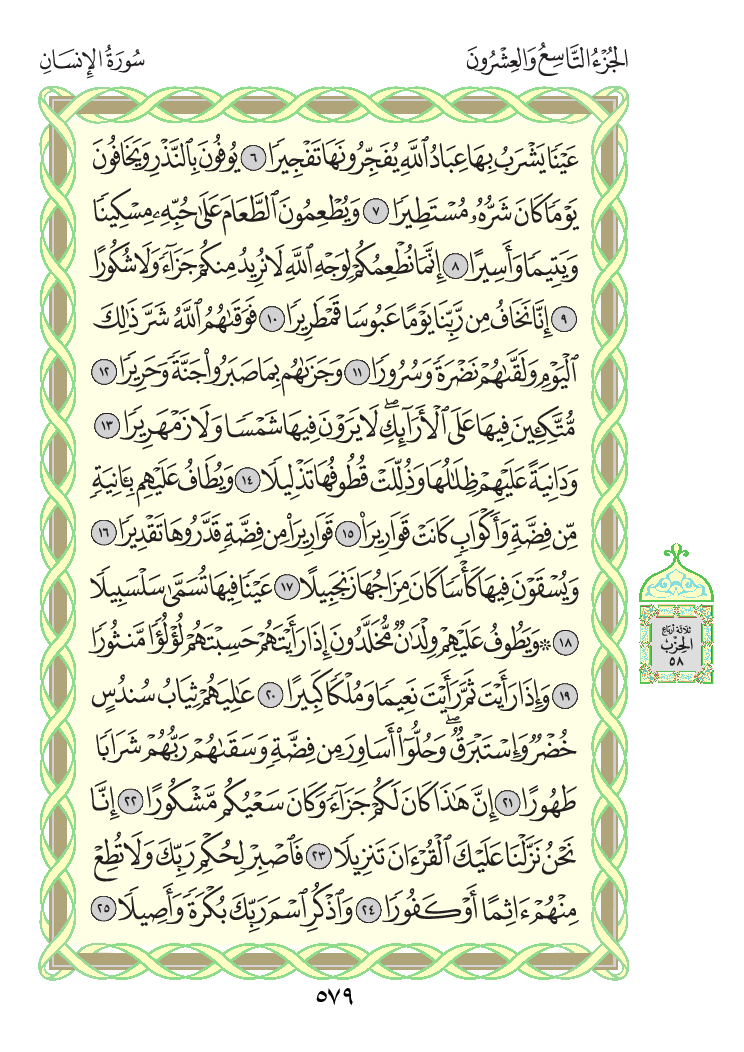 الجُزْءُ التَّاسِعُ وَالعِشْرُونَ
سُورَةُ الإِنسَانِ
عَيْنٗا يَشْرَبُ بِهَا عِبَادُ ٱللَّهِ يُفَجِّرُونَهَا تَفْجِيرٗا ٦ يُوفُونَ بِٱلنَّذْرِ وَيَخَافُونَ
يَوْمٗا كَانَ شَرُّهُۥ مُسْتَطِيرٗا ٧ وَيُطْعِمُونَ ٱلطَّعَامَ عَلَىٰ حُبِّهِۦ مِسْكِينٗا
وَيَتِيمٗا وَأَسِيرًا ٨ إِنَّمَا نُطْعِمُكُمْ لِوَجْهِ ٱللَّهِ لَا نُرِيدُ مِنكُمْ جَزَآءٗ وَلَا شُكُورًا
٩ إِنَّا نَخَافُ مِن رَّبِّنَا يَوْمًا عَبُوسٗا قَمْطَرِيرٗا ١٠ فَوَقَىٰهُمُ ٱللَّهُ شَرَّ ذَٰلِكَ
ٱلْيَوْمِ وَلَقَّىٰهُمْ نَضْرَةٗ وَسُرُورٗا ١١ وَجَزَىٰهُم بِمَا صَبَرُوا۟ جَنَّةٗ وَحَرِيرٗا ١٢
مُّتَّكِـِٔينَ فِيهَا عَلَى ٱلْأَرَآئِكِۖ لَا يَرَوْنَ فِيهَا شَمْسٗا وَلَا زَمْهَرِيرٗا ١٣
وَدَانِيَةً عَلَيْهِمْ ظِلَٰلُهَا وَذُلِّلَتْ قُطُوفُهَا تَذْلِيلٗا ١٤ وَيُطَافُ عَلَيْهِم بِـَٔانِيَةٖ
مِّن فِضَّةٖ وَأَكْوَابٖ كَانَتْ قَوَارِيرَا۠ ١٥ قَوَارِيرَا۟ مِن فِضَّةٖ قَدَّرُوهَا تَقْدِيرٗا ١٦
وَيُسْقَوْنَ فِيهَا كَأْسٗا كَانَ مِزَاجُهَا زَنجَبِيلًا ١٧ عَيْنٗا فِيهَا تُسَمَّىٰ سَلْسَبِيلٗا
١٨ ۞ وَيَطُوفُ عَلَيْهِمْ وِلْدَٰنٞ مُّخَلَّدُونَ إِذَا رَأَيْتَهُمْ حَسِبْتَهُمْ لُؤْلُؤٗا مَّنثُورٗا
١٩ وَإِذَا رَأَيْتَ ثَمَّ رَأَيْتَ نَعِيمٗا وَمُلْكٗا كَبِيرًا ٢٠ عَٰلِيَهُمْ ثِيَابُ سُندُسٍ
خُضْرٞ وَإِسْتَبْرَقٞۖ وَحُلُّوٓا۟ أَسَاوِرَ مِن فِضَّةٖ وَسَقَىٰهُمْ رَبُّهُمْ شَرَابٗا
طَهُورًا ٢١ إِنَّ هَٰذَا كَانَ لَكُمْ جَزَآءٗ وَكَانَ سَعْيُكُم مَّشْكُورًا ٢٢ إِنَّا
نَحْنُ نَزَّلْنَا عَلَيْكَ ٱلْقُرْءَانَ تَنزِيلٗا ٢٣ فَٱصْبِرْ لِحُكْمِ رَبِّكَ وَلَا تُطِعْ
مِنْهُمْ ءَاثِمًا أَوْ كَفُورٗا ٢٤ وَٱذْكُرِ ٱسْمَ رَبِّكَ بُكْرَةٗ وَأَصِيلٗا ٢٥
ثلاثة أرباع
الحِزْب
٥٨
٥٧٩